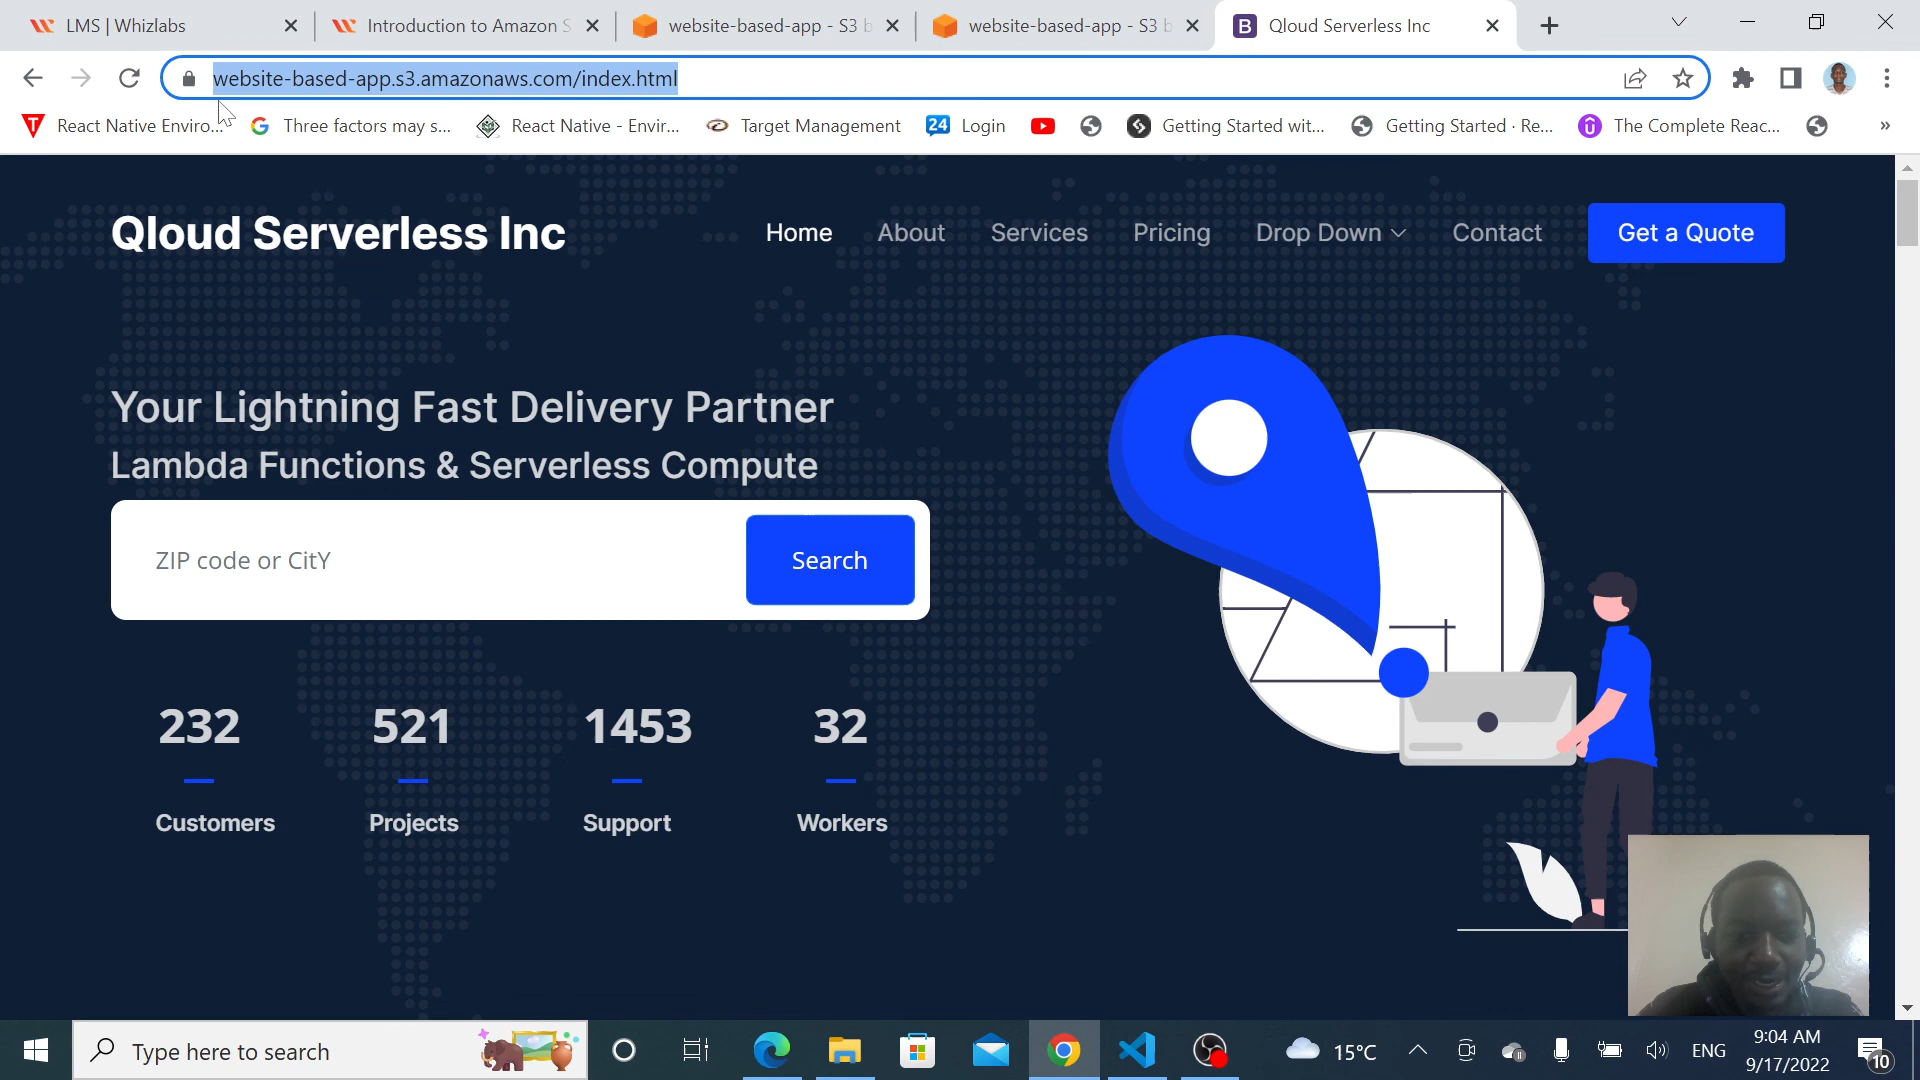 LMS | Whizlabs
Introduction to Amazon S
website-based-app - S3 b
website-based-app - S3 b
B Qloud Serverless Inc
website-based-app.s3.amazonaws.com/index.html
React Native Enviro...
Three factors may s...
React Native - Envir...
Target Management
24 Login
Getting Started wit...
Getting Started · Re...
The Complete Reac...
»
Qloud Serverless Inc
Home
About
Services
Pricing
Drop Down
Contact
Get a Quote
Your Lightning Fast Delivery Partner
Lambda Functions & Serverless Compute
ZIP code or CitY
Search
232
521
1453
32
Customers
Projects
Support
Workers
Type here to search
15°C
ENG
9:04 AM
9/17/2022
10